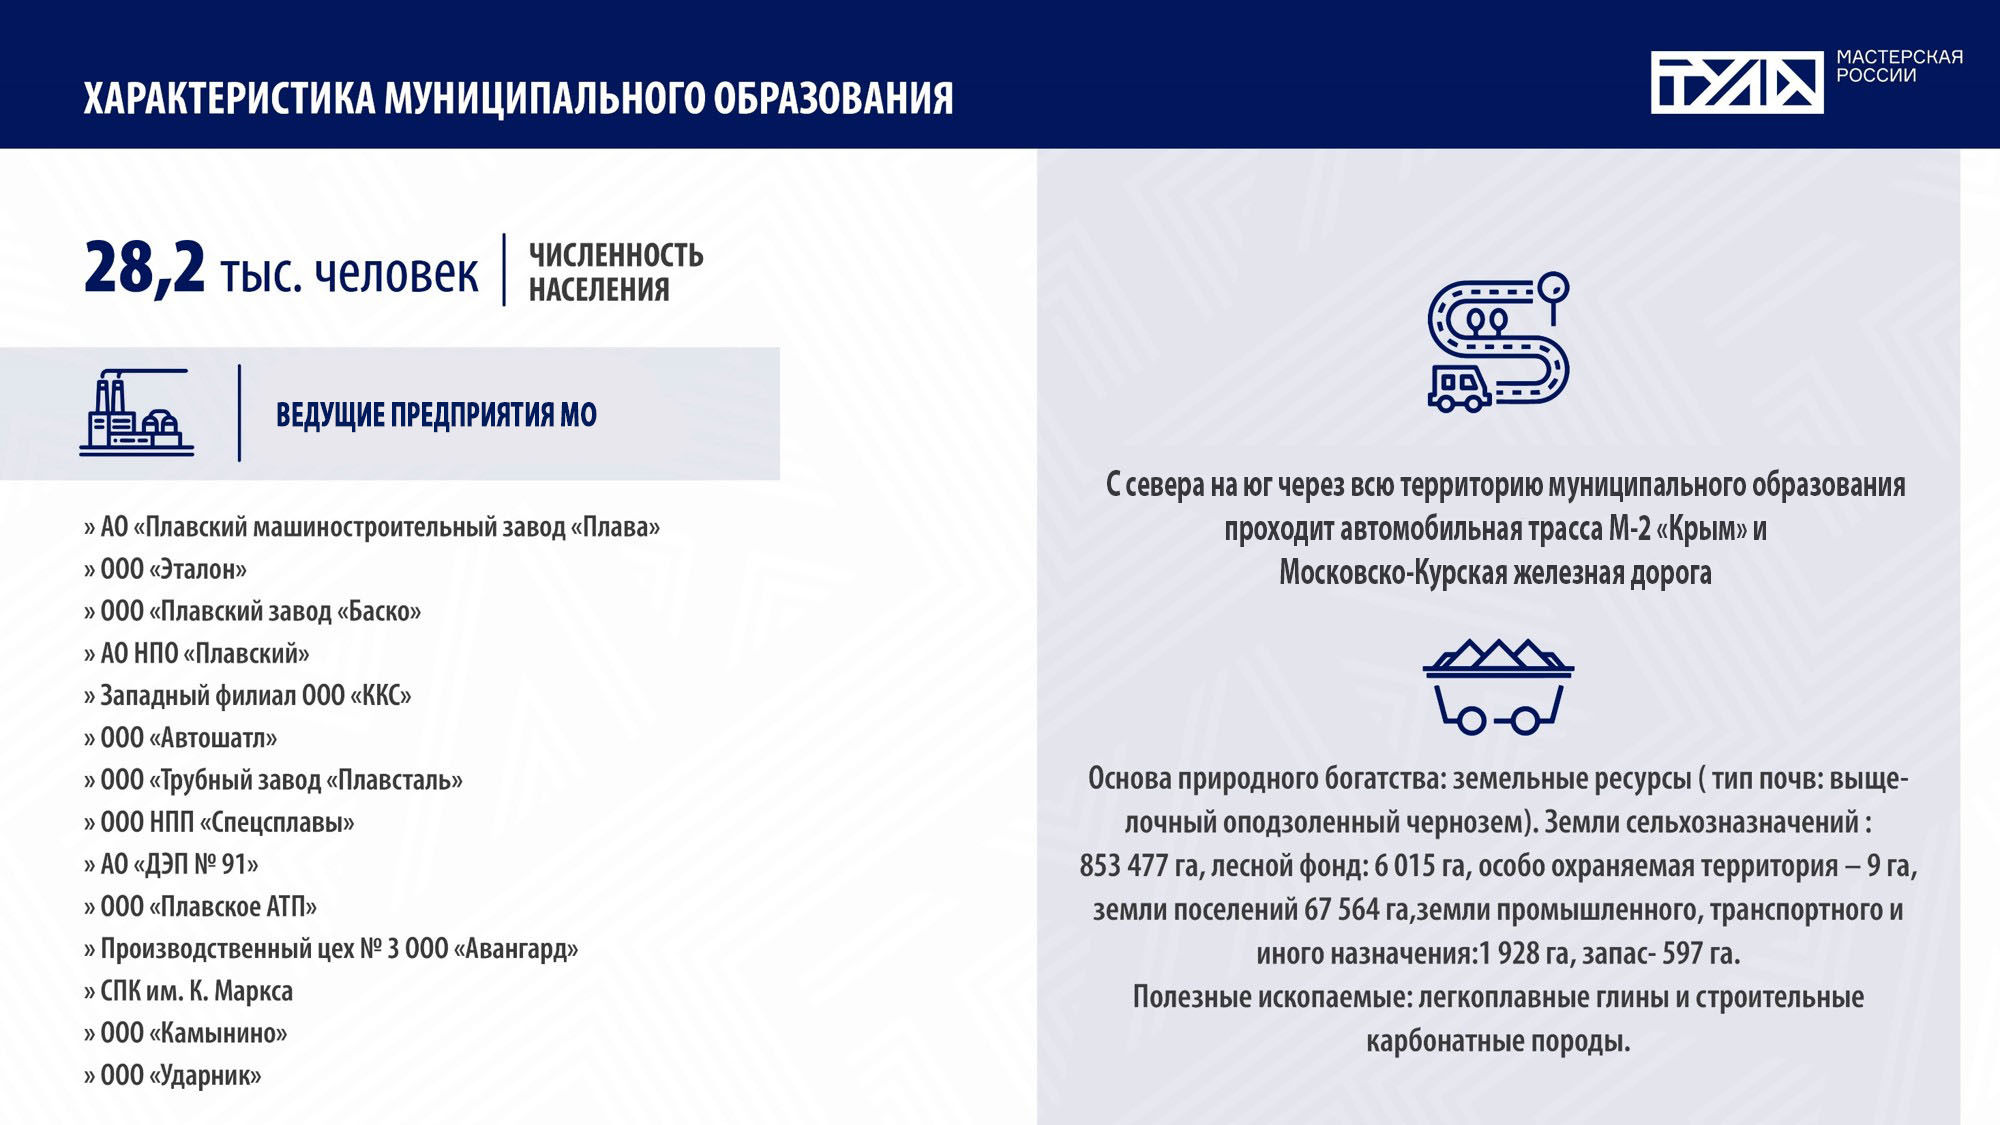 ХАРАКТЕРИСТИКА МУНИЦИПАЛЬНОГО ОБРАЗОВАНИЯ
ТУЛА
МАСТЕРСКАЯ
РОССИИ
28,2 тыс. человек
ЧИСЛЕННОСТЬ
НАСЕЛЕНИЯ
ВЕДУЩИЕ ПРЕДПРИЯТИЯ МО
» АО «Плавский машиностроительный завод «Плава»
» ООО «Эталон»
» ООО «Плавский завод «Баско»
» АО НПО «Плавский»
» Западный филиал ООО «ККС»
» ООО «Автошатл»
» ООО «Трубный завод «Плавсталь»
» ООО НПП «Спецсплавы»
» АО «ДЭП № 91»
» ООО «Плавское АТП»
» Производственный цех № 3 ООО «Авангард»
» СПК им. К. Маркса
» ООО «Камынино»
» ООО «Ударник»
С севера на юг через всю территорию муниципального образования
проходит автомобильная трасса М-2 «Крым» и
Московско-Курская железная дорога
Основа природного богатства: земельные ресурсы ( тип почв: выще-
лочный оподзоленный чернозем). Земли сельхозназначений :
853 477 га, лесной фонд: 6 015 га, особо охраняемая территория – 9 га,
земли поселений 67 564 га,земли промышленного, транспортного и
иного назначения:1 928 га, запас- 597 га.
Полезные ископаемые: легкоплавные глины и строительные
карбонатные породы.